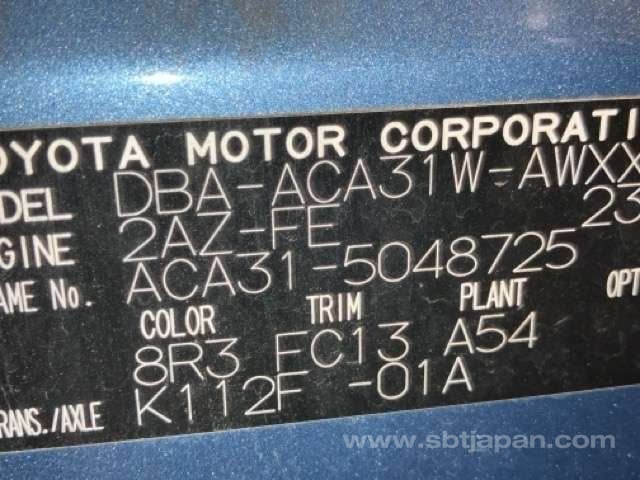 TOYOTA MOTOR CORPORATI
DEL DBA-ACA31W-AWXX
GINE 2AZ-FE 23
AME No. ACA31-5048725
COLOR TRIM PLANT OPT
8R3 FC13 A54
RANS./AXLE K112F -01A
www.sbtjapan.com